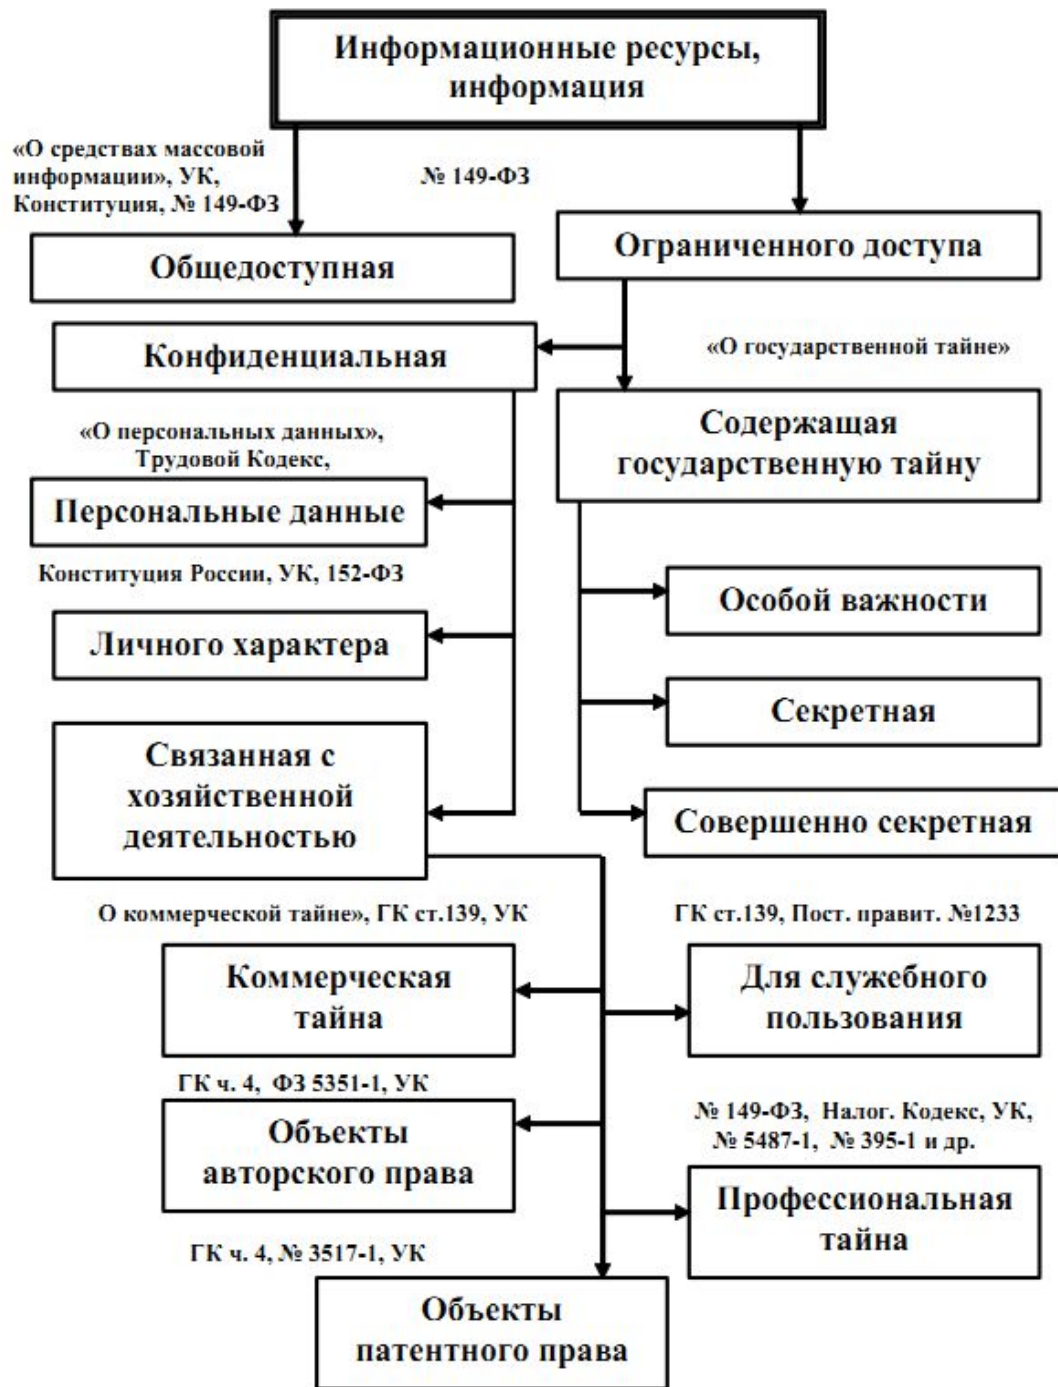 Информационные ресурсы,
информация
«О средствах массовой
информации», УК,
Конституция, № 149-ФЗ
№ 149-ФЗ
Общедоступная
Ограниченного доступа
Конфиденциальная
«О государственной тайне»
«О персональных данных»,
Трудовой Кодекс,
Содержащая
государственную тайну
Персональные данные
Конституция России, УК, 152-ФЗ
Особой важности
Личного характера
Секретная
Связанная с
хозяйственной
деятельностью
Совершенно секретная
О коммерческой тайне», ГК ст.139, УК
ГК ст.139, Пост. правит. №1233
Коммерческая
тайна
Для служебного
пользования
ГК ч. 4, ФЗ 5351-1, УК
№ 149-ФЗ, Налог. Кодекс, УК,
№ 5487-1, № 395-1 и др.
Объекты
авторского права
Профессиональная
тайна
ГК ч. 4, № 3517-1, УК
Объекты
патентного права